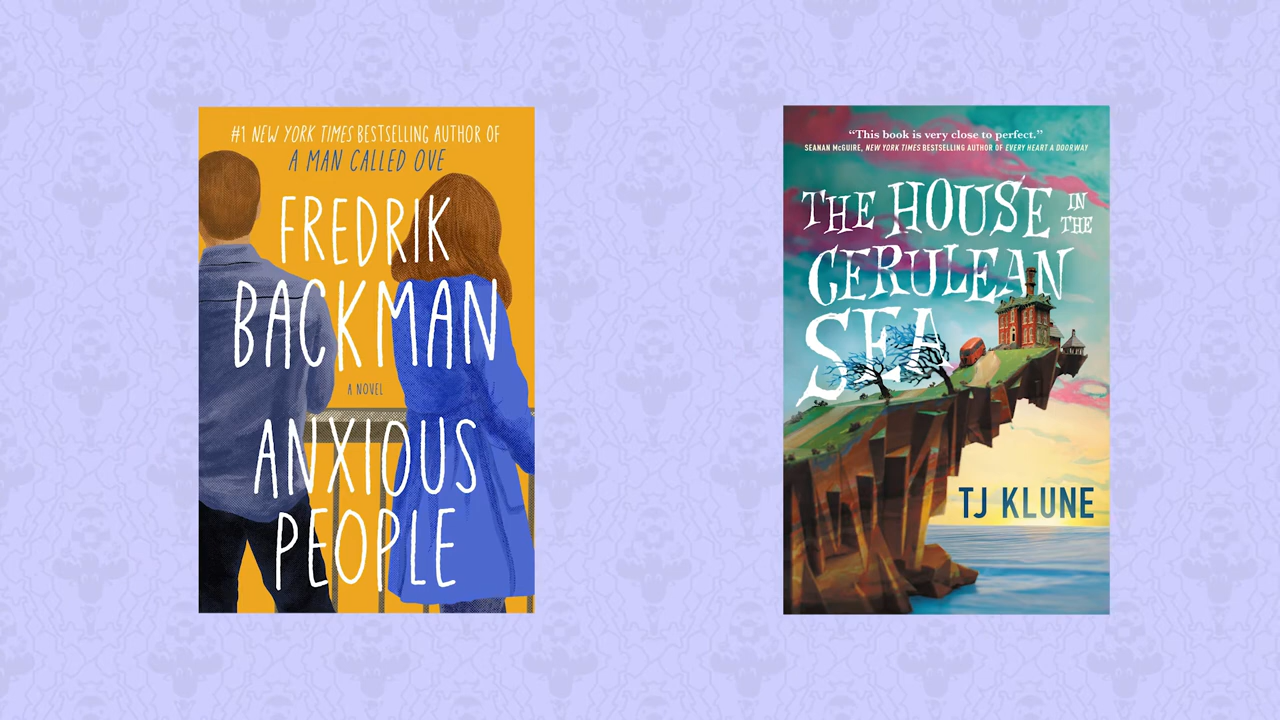 #1 NEW YORK TIMES BESTSELLING AUTHOR OF
A MAN CALLED OVE
FREDRIK
BACKMAN
A NOVEL
ANXIOUS
PEOPLE
“This book is very close to perfect.”
SEANAN McGUIRE, NEW YORK TIMES BESTSELLING AUTHOR OF EVERY HEART A DOORWAY
THE HOUSE IN THE
CERULEAN
SEA
TJ KLUNE